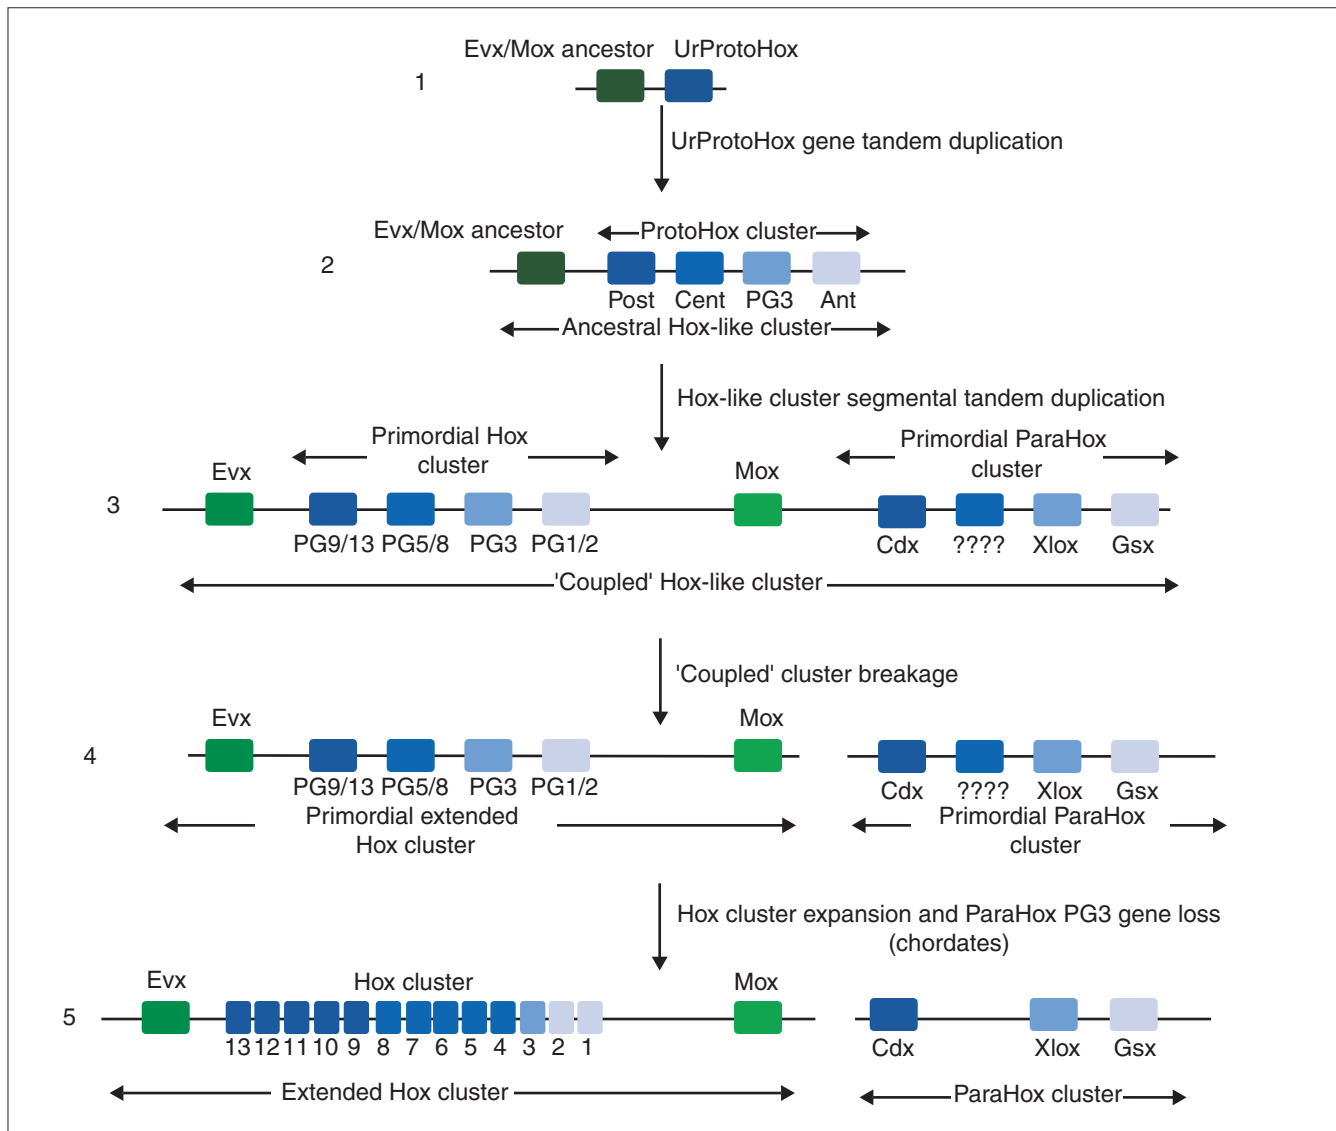 Evx/Mox ancestor UrProtoHox
1
UrProtoHox gene tandem duplication
Evx/Mox ancestor ProtoHox cluster
2
Post Cent PG3 Ant
Ancestral Hox-like cluster
Hox-like cluster segmental tandem duplication
Primordial Hox
cluster
Primordial ParaHox
cluster
Evx Mox
3
PG9/13 PG5/8 PG3 PG1/2 Cdx ???? Xlox Gsx
'Coupled' Hox-like cluster
'Coupled' cluster breakage
Evx Mox
4
PG9/13 PG5/8 PG3 PG1/2 Cdx ???? Xlox Gsx
Primordial extended
Hox cluster
Primordial ParaHox
cluster
Hox cluster expansion and ParaHox PG3 gene loss
(chordates)
Evx Hox cluster Mox
5
13 12 11 10 9 8 7 6 5 4 3 2 1 Cdx Xlox Gsx
Extended Hox cluster ParaHox cluster